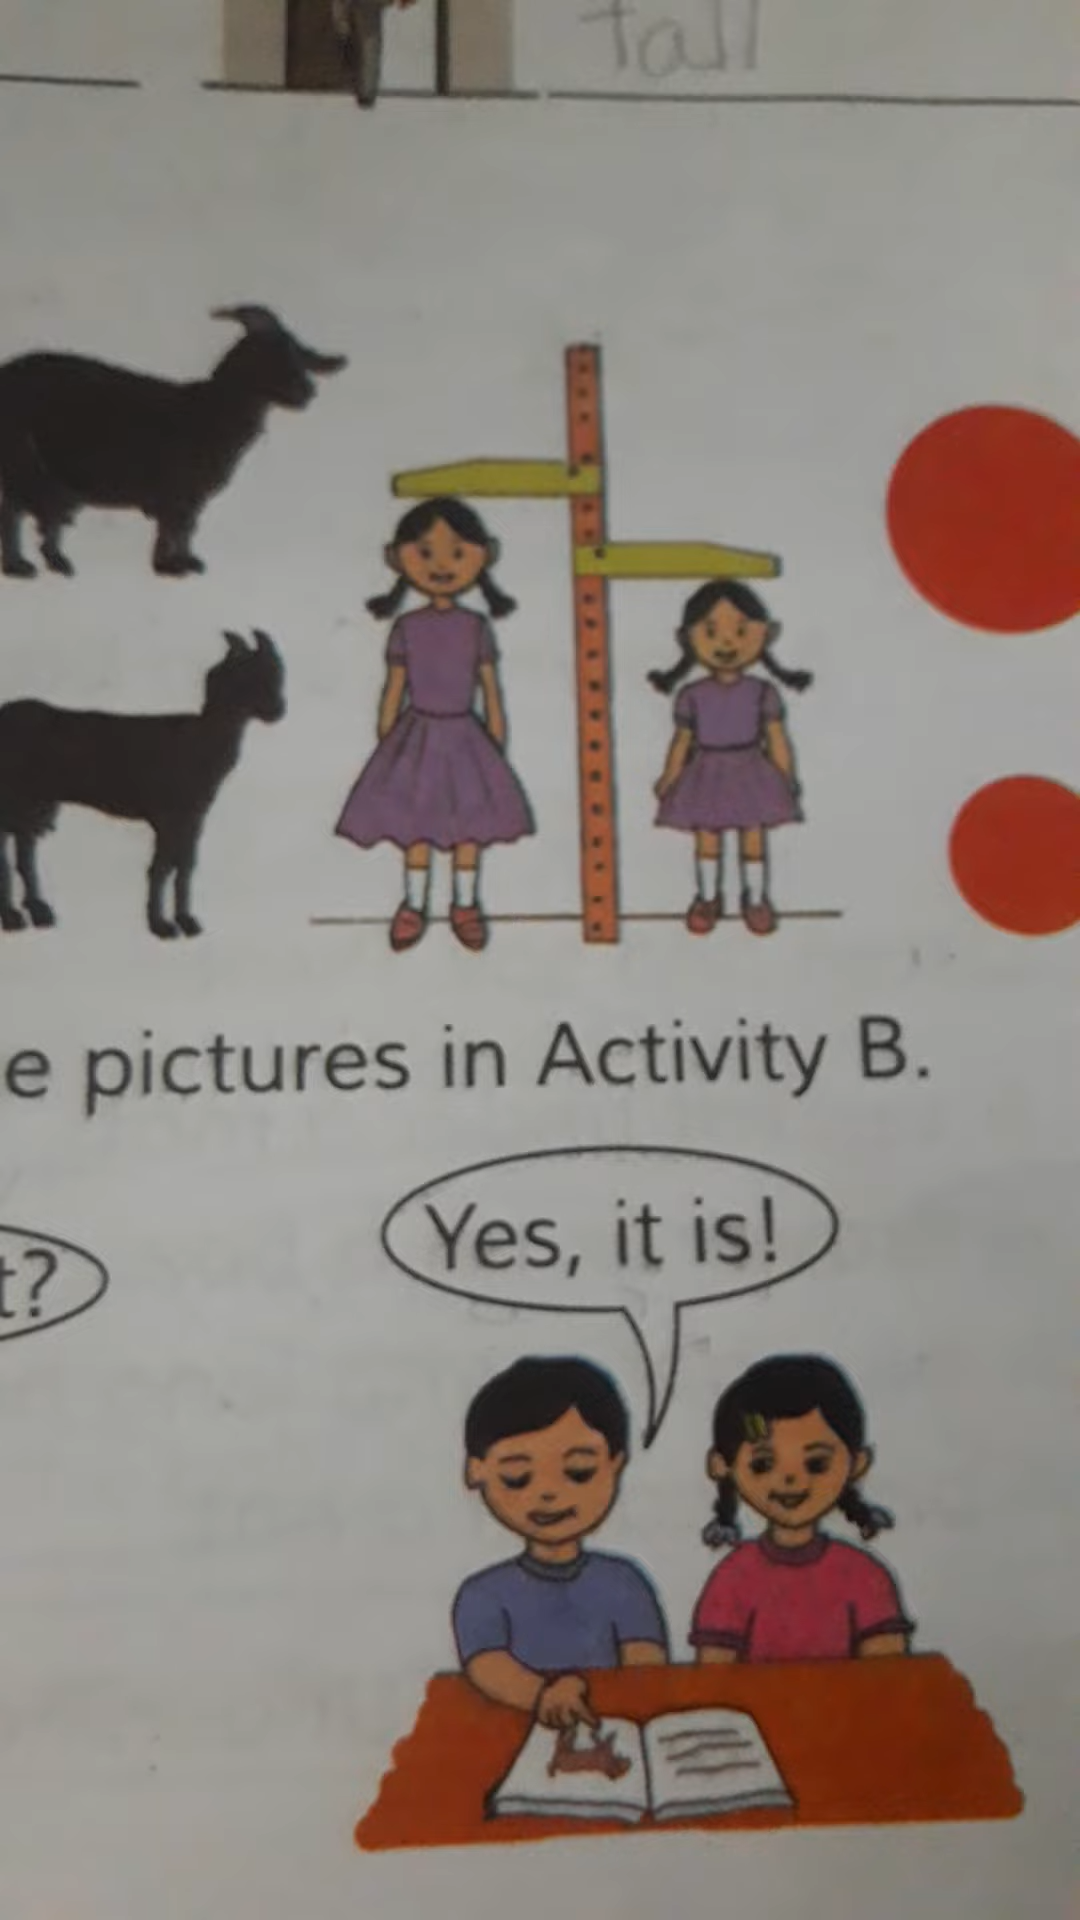 tall
e pictures in Activity B.
Yes, it is!
t?